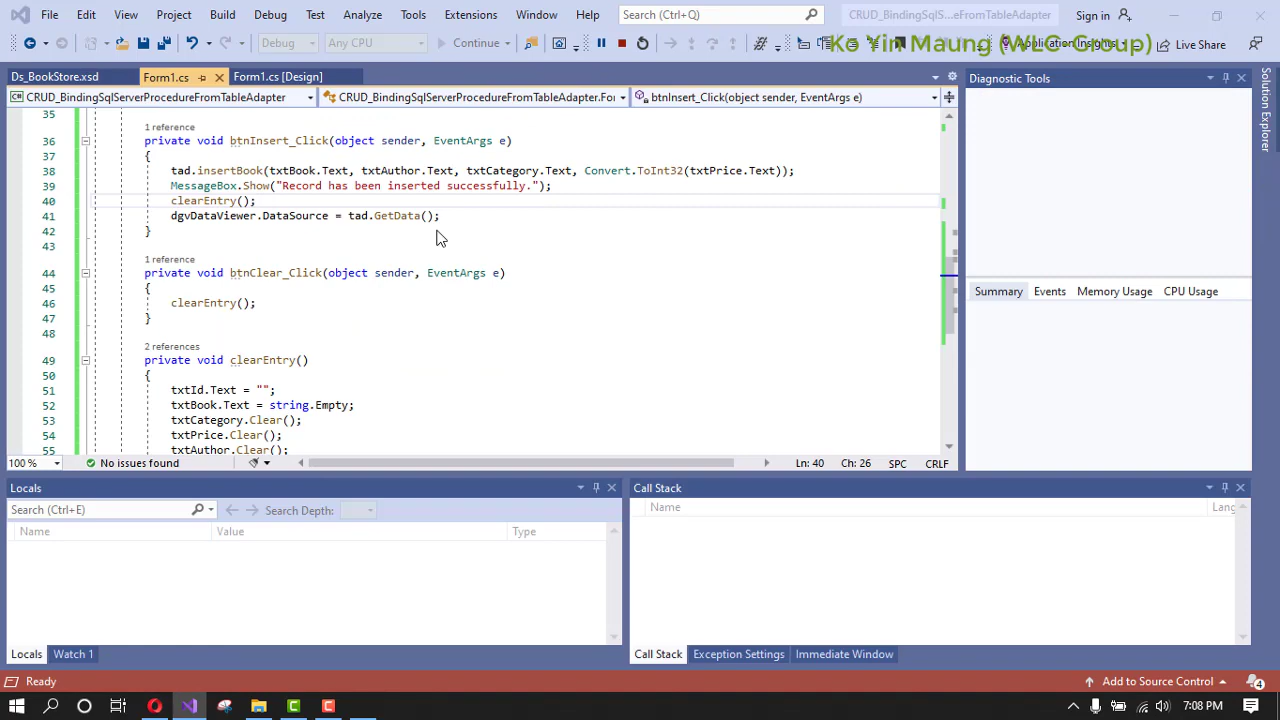 File Edit View Project Build Debug Test Analyze Tools Extensions Window Help Search (Ctrl+Q) CRUD_BindingSqlS eFromTableAdapter Sign in
Debug Any CPU Continue Application Insights Live Share
Ko Yin Maung (WLC-Group)
Ds_BookStore.xsd Form1.cs Form1.cs [Design] Diagnostic Tools
CRUD_BindingSqlServerProcedureFromTableAdapter CRUD_BindingSqlServerProcedureFromTableAdapter.For btnInsert_Click(object sender, EventArgs e)
Solution Explorer
35
1 reference
36 private void btnInsert_Click(object sender, EventArgs e)
37 {
38 tad.insertBook(txtBook.Text, txtAuthor.Text, txtCategory.Text, Convert.ToInt32(txtPrice.Text));
39 MessageBox.Show("Record has been inserted successfully.");
40 clearEntry();
41 dgvDataViewer.DataSource = tad.GetData();
42 }
43
1 reference
44 private void btnClear_Click(object sender, EventArgs e)
45 {
46 clearEntry();
47 }
48
2 references
49 private void clearEntry()
50 {
51 txtId.Text = "";
52 txtBook.Text = string.Empty;
53 txtCategory.Clear();
54 txtPrice.Clear();
55 txtAuthor.Clear();
Summary Events Memory Usage CPU Usage
100 % No issues found Ln: 40 Ch: 26 SPC CRLF
Locals
Search (Ctrl+E) Search Depth:
Name Value Type
Locals Watch 1
Call Stack
Name Lang
Call Stack Exception Settings Immediate Window
Ready Add to Source Control 4
7:08 PM